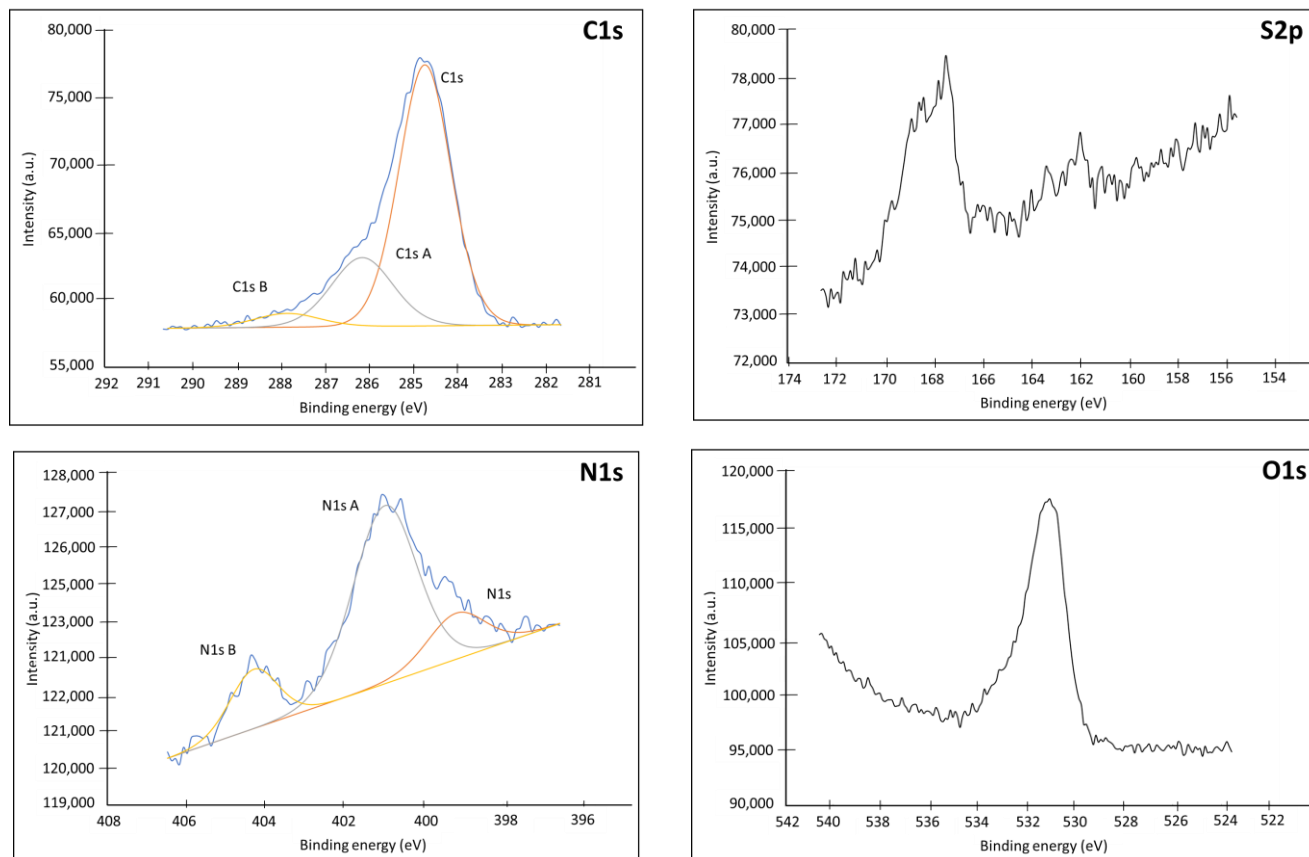 C1s
80,000
75,000
70,000
65,000
60,000
55,000
Intensity (a.u.)
C1s
C1s A
C1s B
292 291 290 289 288 287 286 285 284 283 282 281
Binding energy (eV)
S2p
80,000
78,000
77,000
76,000
75,000
74,000
73,000
72,000
Intensity (a.u.)
174 172 170 168 166 164 162 160 158 156 154
Binding energy (eV)
N1s
128,000
127,000
126,000
125,000
123,000
121,000
122,000
121,000
120,000
119,000
Intensity (a.u.)
N1s A
N1s
N1s B
408 406 404 402 400 398 396
Binding energy (eV)
O1s
120,000
115,000
110,000
105,000
100,000
95,000
90,000
Intensity (a.u.)
542 540 538 536 534 531 530 528 526 524 522
Binding energy (eV)